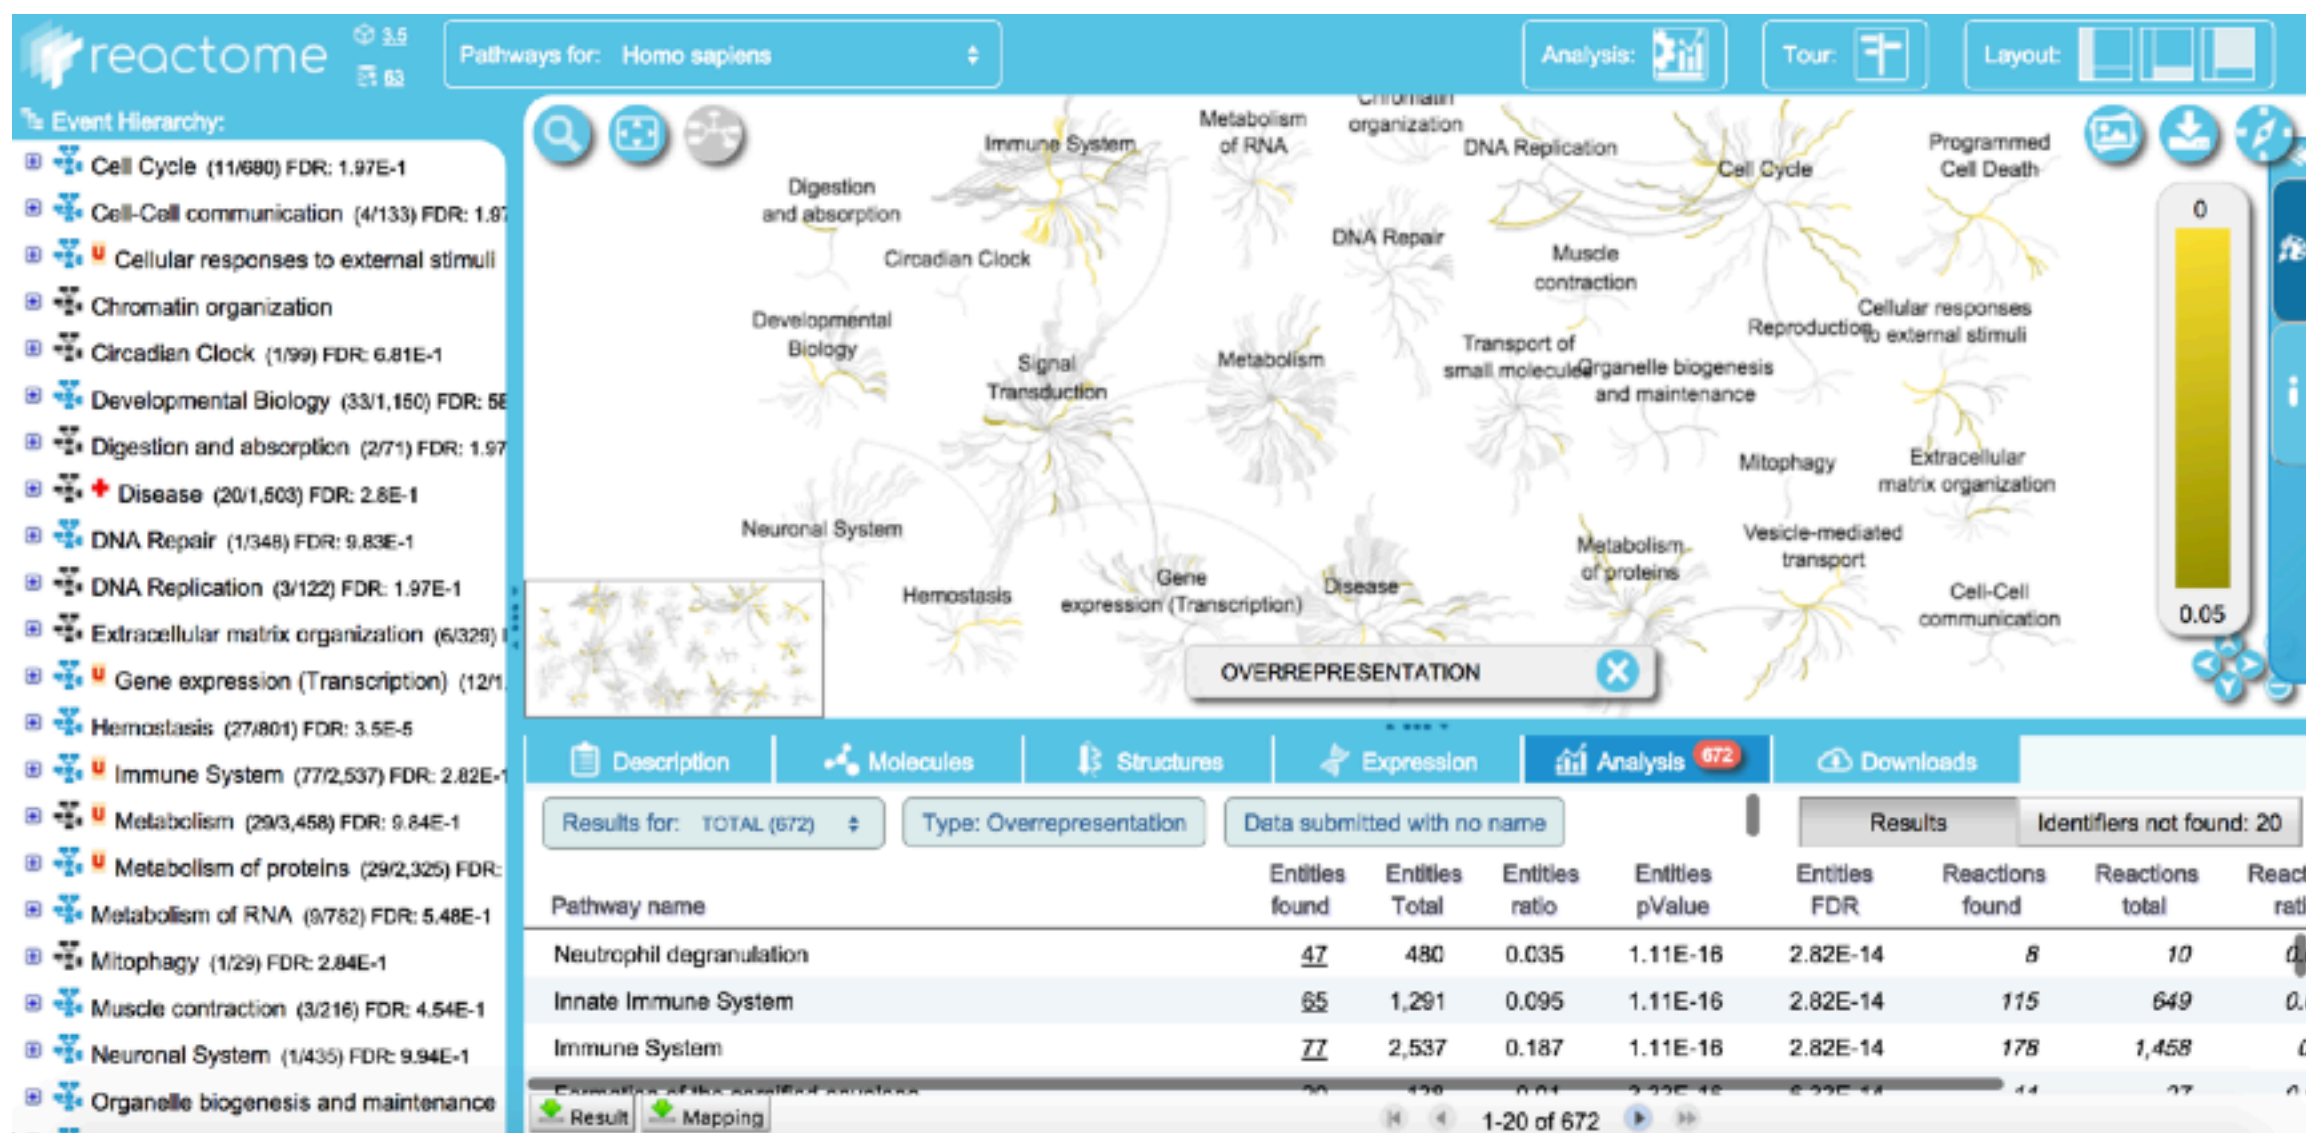 reactome
3.5
63
Pathways for: Homo sapiens
Analysis:
Tour:
Layout:
Event Hierarchy:
Cell Cycle (11/680) FDR: 1.97E-1
Cell-Cell communication (4/133) FDR: 1.97
Cellular responses to external stimuli
Chromatin organization
Circadian Clock (1/99) FDR: 6.81E-1
Developmental Biology (33/1,150) FDR: 5E
Digestion and absorption (2/71) FDR: 1.97
Disease (20/1,503) FDR: 2.8E-1
DNA Repair (1/348) FDR: 9.83E-1
DNA Replication (3/122) FDR: 1.97E-1
Extracellular matrix organization (6/329)
Gene expression (Transcription) (12/1,
Hemostasis (27/801) FDR: 3.5E-5
Immune System (77/2,537) FDR: 2.82E-1
Metabolism (29/3,458) FDR: 9.84E-1
Metabolism of proteins (29/2,325) FDR:
Metabolism of RNA (9/782) FDR: 5.48E-1
Mitophagy (1/29) FDR: 2.84E-1
Muscle contraction (3/216) FDR: 4.54E-1
Neuronal System (1/435) FDR: 9.94E-1
Organelle biogenesis and maintenance
Immune System
Metabolism
of RNA
Chromatin
organization
DNA Replication
Cell Cycle
Programmed
Cell Death
Digestion
and absorption
Circadian Clock
DNA Repair
Muscle
contraction
Developmental
Biology
Signal
Transduction
Metabolism
Transport of
small molecules
Organelle biogenesis
and maintenance
Reproduction
Cellular responses
to external stimuli
Mitophagy
Extracellular
matrix organization
Neuronal System
Hemostasis
Gene
expression (Transcription)
Disease
Metabolism
of proteins
Vesicle-mediated
transport
Cell-Cell
communication
0
0.05
i
OVERREPRESENTATION
Description
Molecules
Structures
Expression
Analysis 672
Downloads
Results for: TOTAL (672)
Type: Overrepresentation
Data submitted with no name
Results
Identifiers not found: 20
Pathway name
Entities found
Entities Total
Entities ratio
Entities pValue
Entities FDR
Reactions found
Reactions total
React
rati
Neutrophil degranulation 47 480 0.035 1.11E-16 2.82E-14 8 10
Innate Immune System 65 1,291 0.095 1.11E-16 2.82E-14 115 649 0.
Immune System 77 2,537 0.187 1.11E-16 2.82E-14 178 1,458
Result
Mapping
1-20 of 672